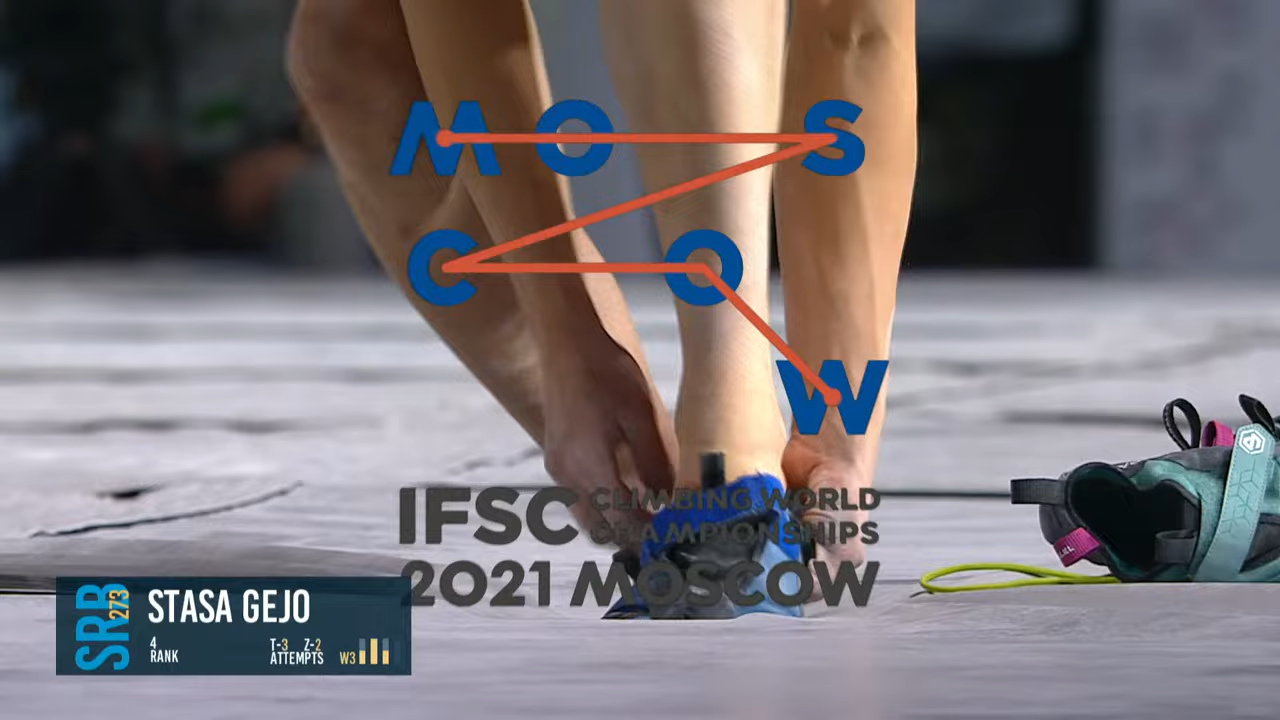 MOS
CO
W
IFSC CLIMBING WORLD
CHAMPIONSHIPS
2021 MOSCOW
SRB
273
STASA GEJO
4
RANK
T-3 Z-2
ATTEMPTS
W3